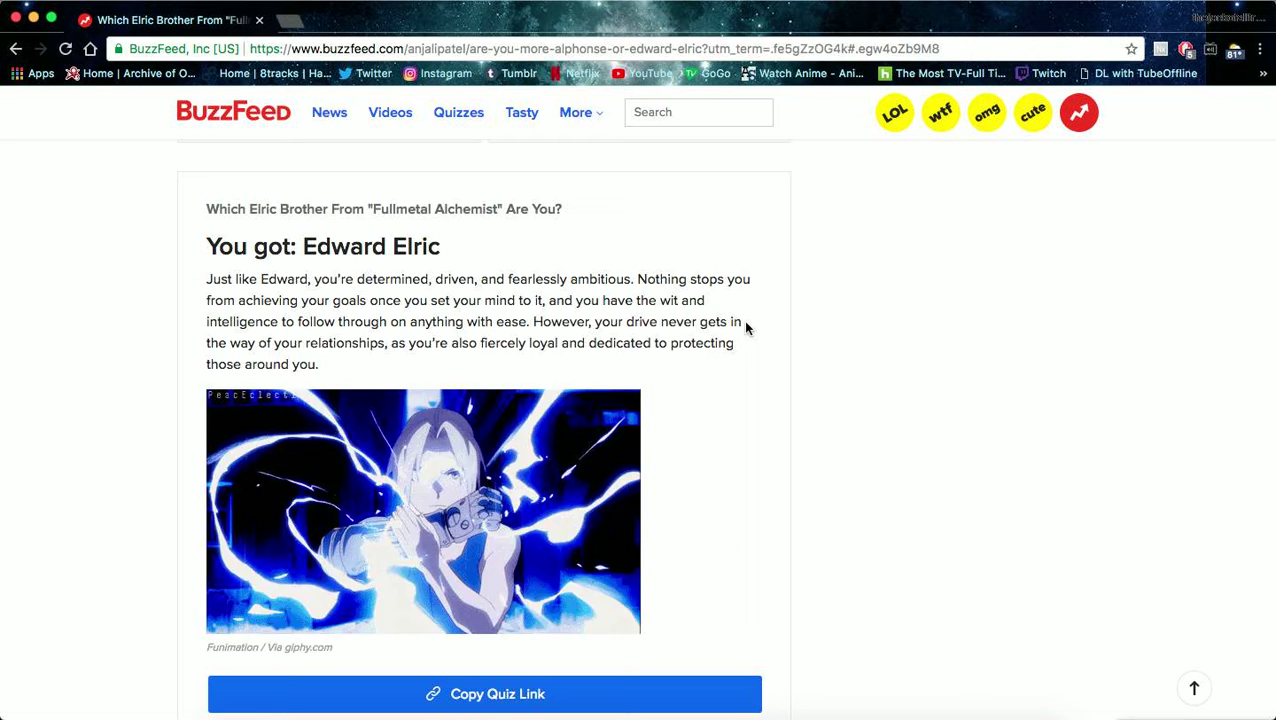 Which Elric Brother From "Full
BuzzFeed, Inc [US] https://www.buzzfeed.com/anjalipatel/are-you-more-alphonse-or-edward-elric?utm_term=.fe5gZzOG4k#.egw4oZb9M8
5
81+
Apps Home | Archive of O... Home | 8tracks | Ha... Twitter Instagram Tumblr Netflix YouTube GoGo Watch Anime - Ani... The Most TV-Full Ti... Twitch DL with TubeOffline »
BuzzFeed News Videos Quizzes Tasty More Search LOL wtf omg cute
Which Elric Brother From "Fullmetal Alchemist" Are You?
You got: Edward Elric
Just like Edward, you're determined, driven, and fearlessly ambitious. Nothing stops you
from achieving your goals once you set your mind to it, and you have the wit and
intelligence to follow through on anything with ease. However, your drive never gets in
the way of your relationships, as you're also fiercely loyal and dedicated to protecting
those around you.
PeacEclecti
Funimation / Via giphy.com
Copy Quiz Link